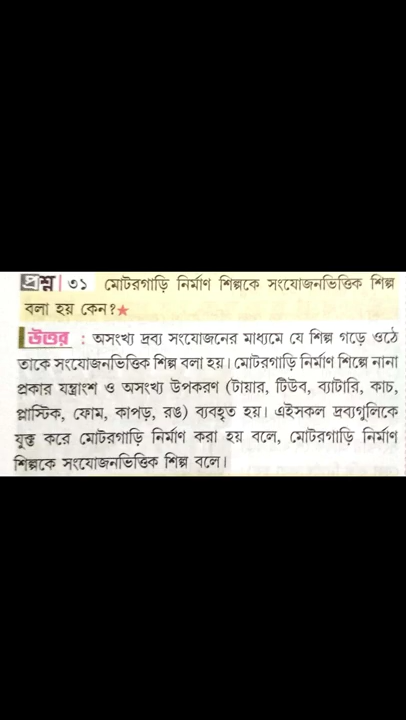 প্রশ্ন | ৩১ মোটরগাড়ি নির্মাণ শিল্পকে সংযোজনভিত্তিক শিল্প
বলা হয় কেন?★
উত্তর : অসংখ্য দ্রব্য সংযোজনের মাধ্যমে যে শিল্প গড়ে ওঠে
তাকে সংযোজনভিত্তিক শিল্প বলা হয়। মোটরগাড়ি নির্মাণ শিল্পে নানা
প্রকার যন্ত্রাংশ ও অসংখ্য উপকরণ (টায়ার, টিউব, ব্যাটারি, কাচ,
প্লাস্টিক, ফোম, কাপড়, রঙ) ব্যবহৃত হয়। এইসকল দ্রব্যগুলিকে
যুক্ত করে মোটরগাড়ি নির্মাণ করা হয় বলে, মোটরগাড়ি নির্মাণ
শিল্পকে সংযোজনভিত্তিক শিল্প বলে।